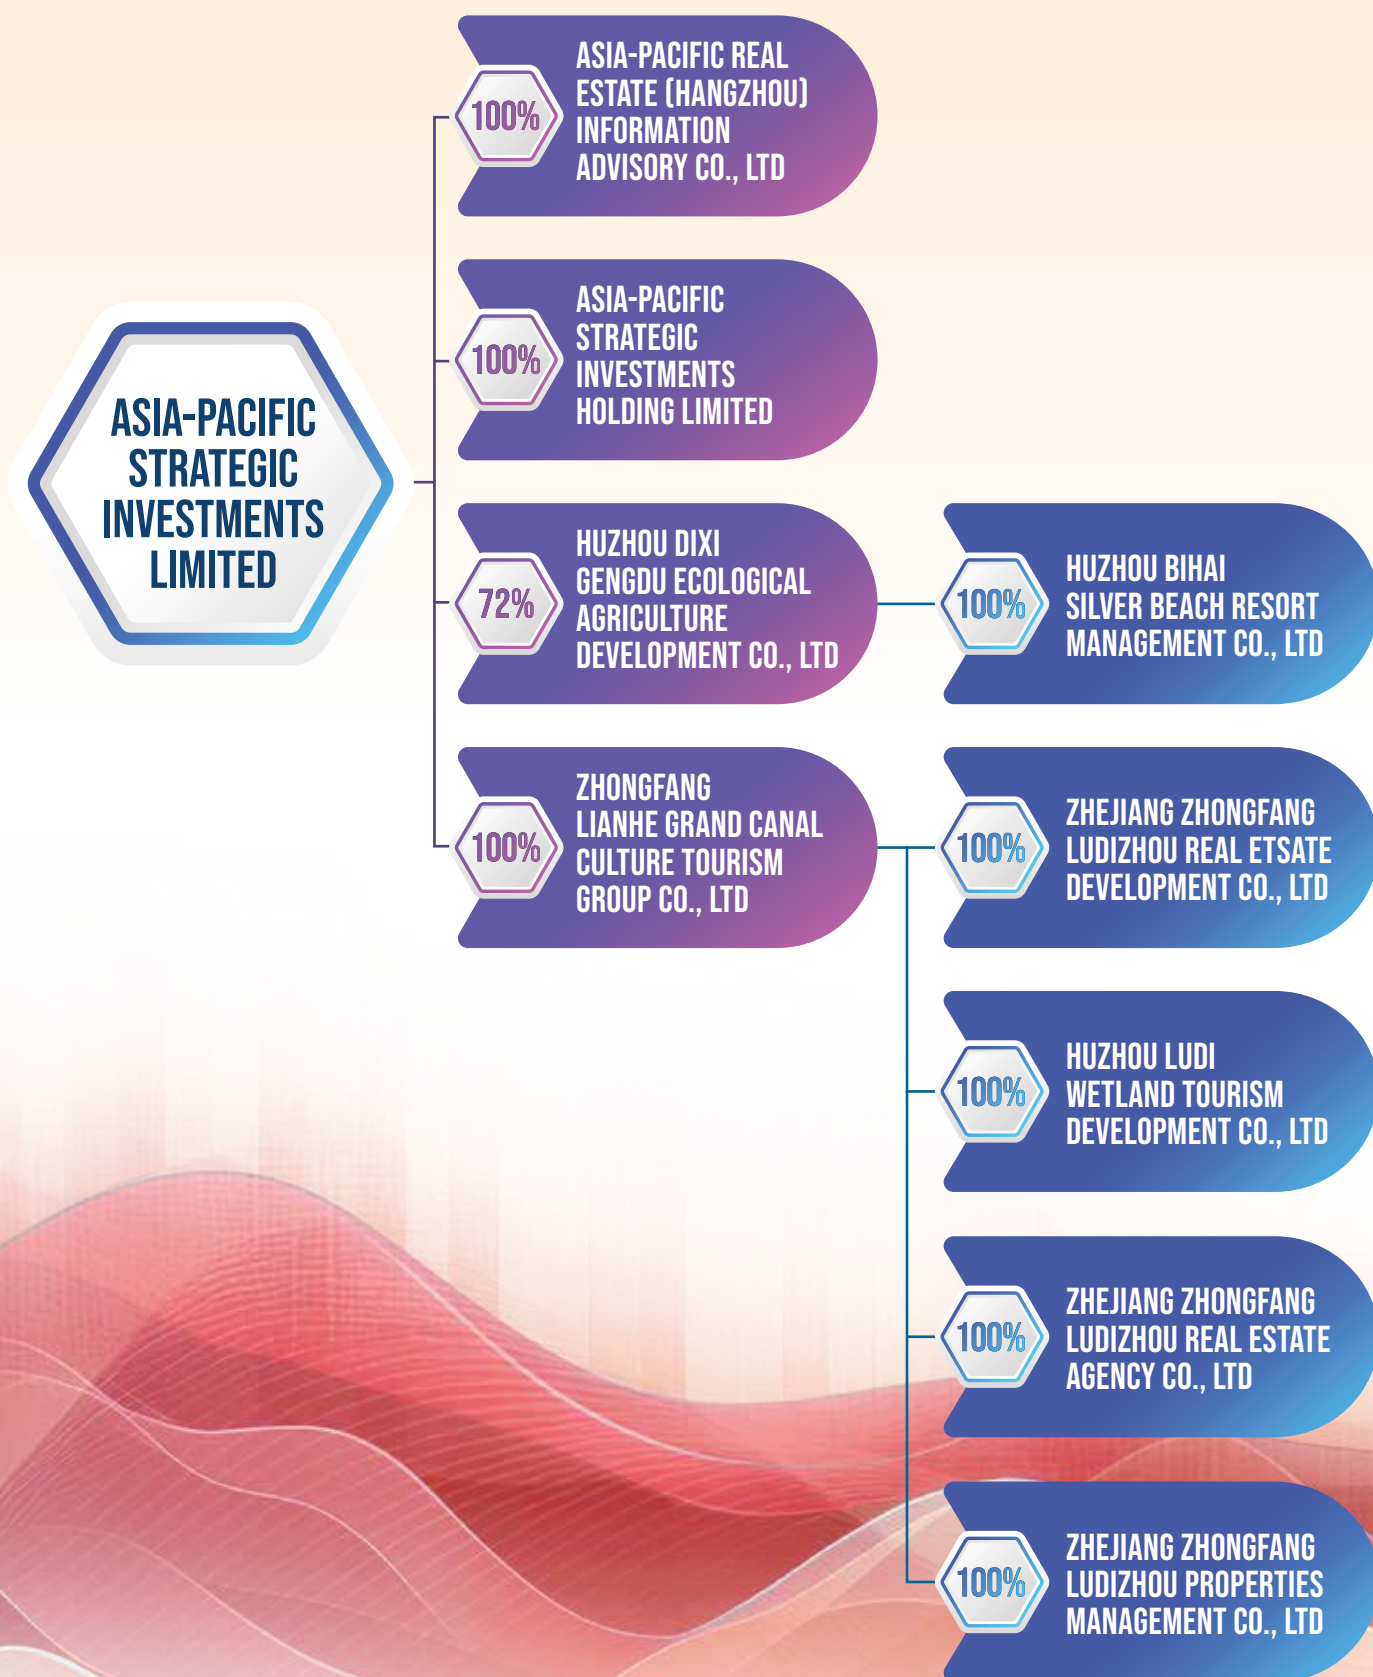 ASIA-PACIFIC
STRATEGIC
INVESTMENTS
LIMITED
100%
ASIA-PACIFIC REAL
ESTATE (HANGZHOU)
INFORMATION
ADVISORY CO., LTD
100%
ASIA-PACIFIC
STRATEGIC
INVESTMENTS
HOLDING LIMITED
72%
HUZHOU DIXI
GENGDU ECOLOGICAL
AGRICULTURE
DEVELOPMENT CO., LTD
100%
HUZHOU BIHAI
SILVER BEACH RESORT
MANAGEMENT CO., LTD
100%
ZHONGFANG
LIANHE GRAND CANAL
CULTURE TOURISM
GROUP CO., LTD
100%
ZHEJIANG ZHONGFANG
LUDIZHOU REAL ETSATE
DEVELOPMENT CO., LTD
100%
HUZHOU LUDI
WETLAND TOURISM
DEVELOPMENT CO., LTD
100%
ZHEJIANG ZHONGFANG
LUDIZHOU REAL ESTATE
AGENCY CO., LTD
100%
ZHEJIANG ZHONGFANG
LUDIZHOU PROPERTIES
MANAGEMENT CO., LTD